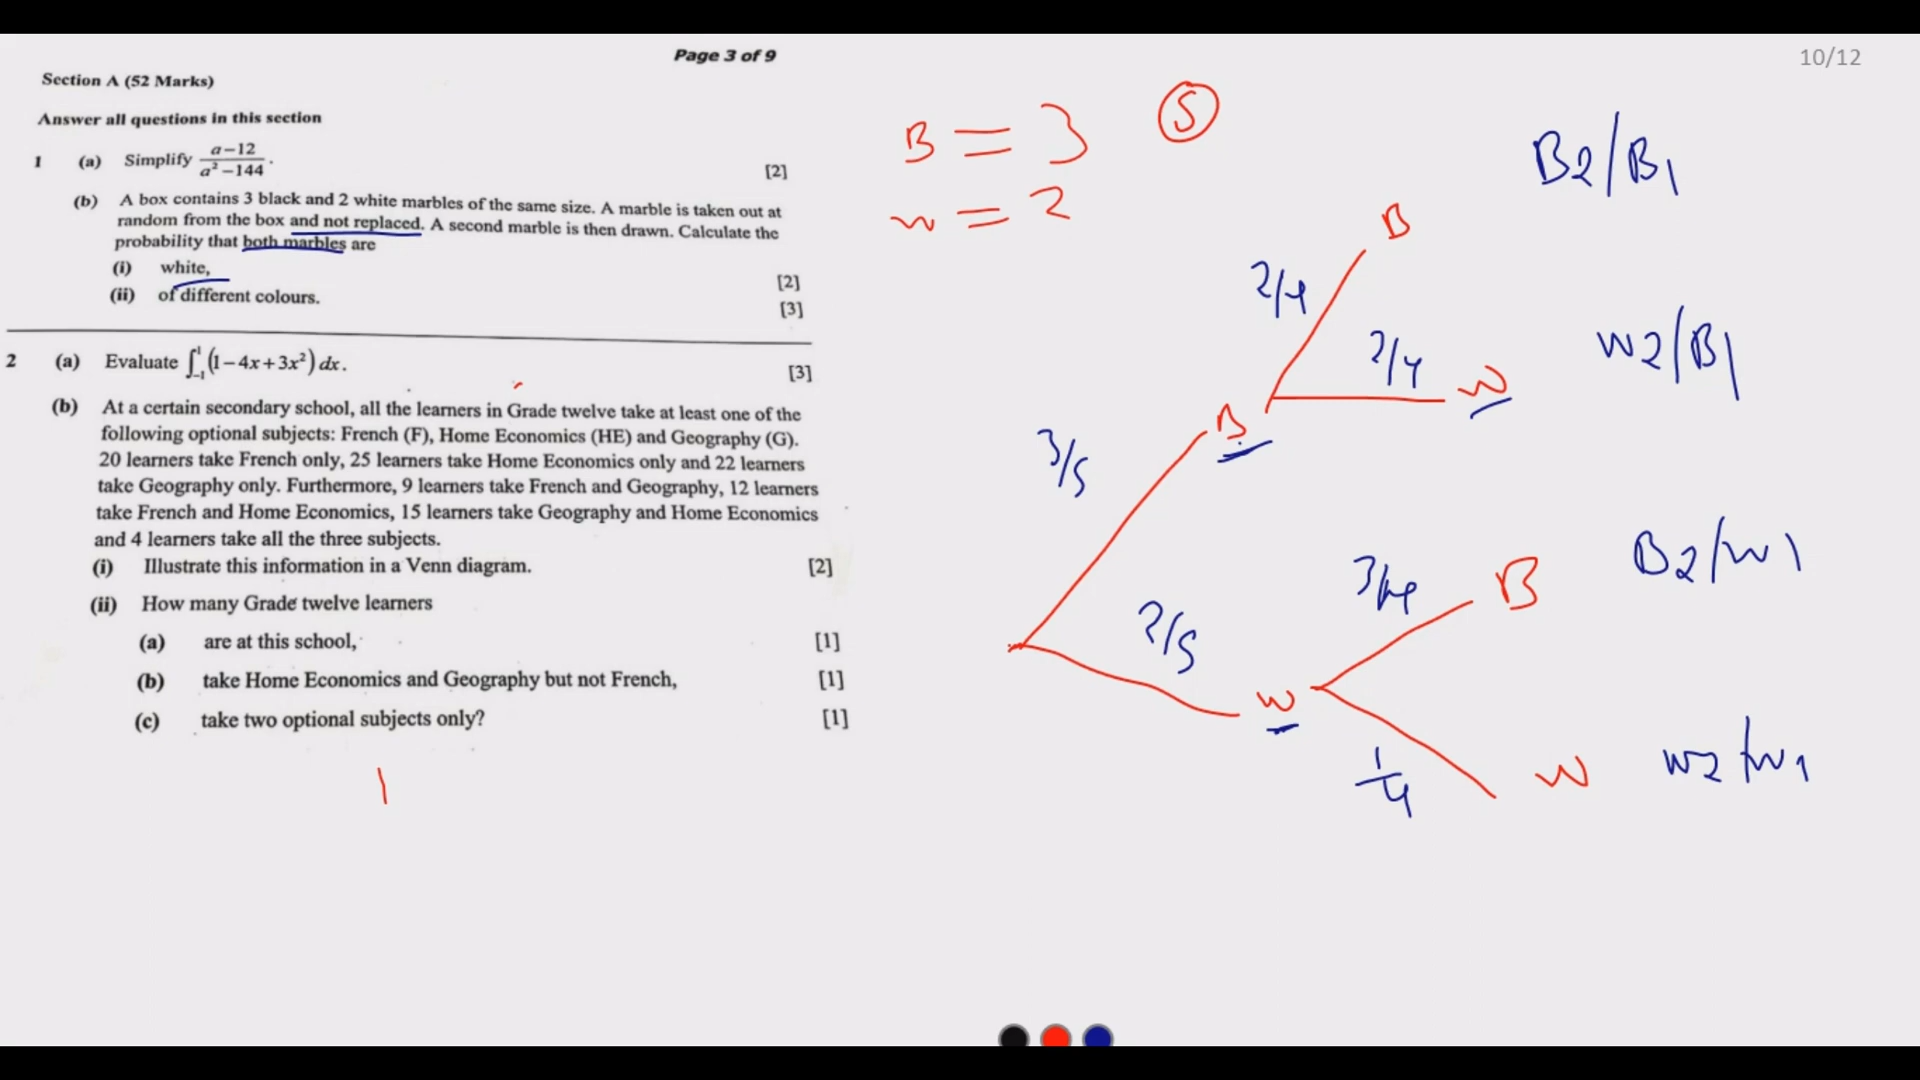 Page 3 of 9
10/12
Section A (52 Marks)
Answer all questions in this section
1 (a) Simplify \frac{a-12}{a²-144}. [2]
(b) A box contains 3 black and 2 white marbles of the same size. A marble is taken out at
random from the box and not replaced. A second marble is then drawn. Calculate the
probability that both marbles are
(i) white, [2]
(ii) of different colours. [3]
2 (a) Evaluate ∫₋₁¹ (1-4x+3x²) dx. [3]
(b) At a certain secondary school, all the learners in Grade twelve take at least one of the
following optional subjects: French (F), Home Economics (HE) and Geography (G).
20 learners take French only, 25 learners take Home Economics only and 22 learners
take Geography only. Furthermore, 9 learners take French and Geography, 12 learners
take French and Home Economics, 15 learners take Geography and Home Economics
and 4 learners take all the three subjects.
(i) Illustrate this information in a Venn diagram. [2]
(ii) How many Grade twelve learners
(a) are at this school, [1]
(b) take Home Economics and Geography but not French, [1]
(c) take two optional subjects only? [1]
B = 3
5
W = 2
B
B2/B1
2/4
2/4
W
W2/B1
B
3/5
3/4
B
B2/W1
2/5
W
1/4
W
W2/W1